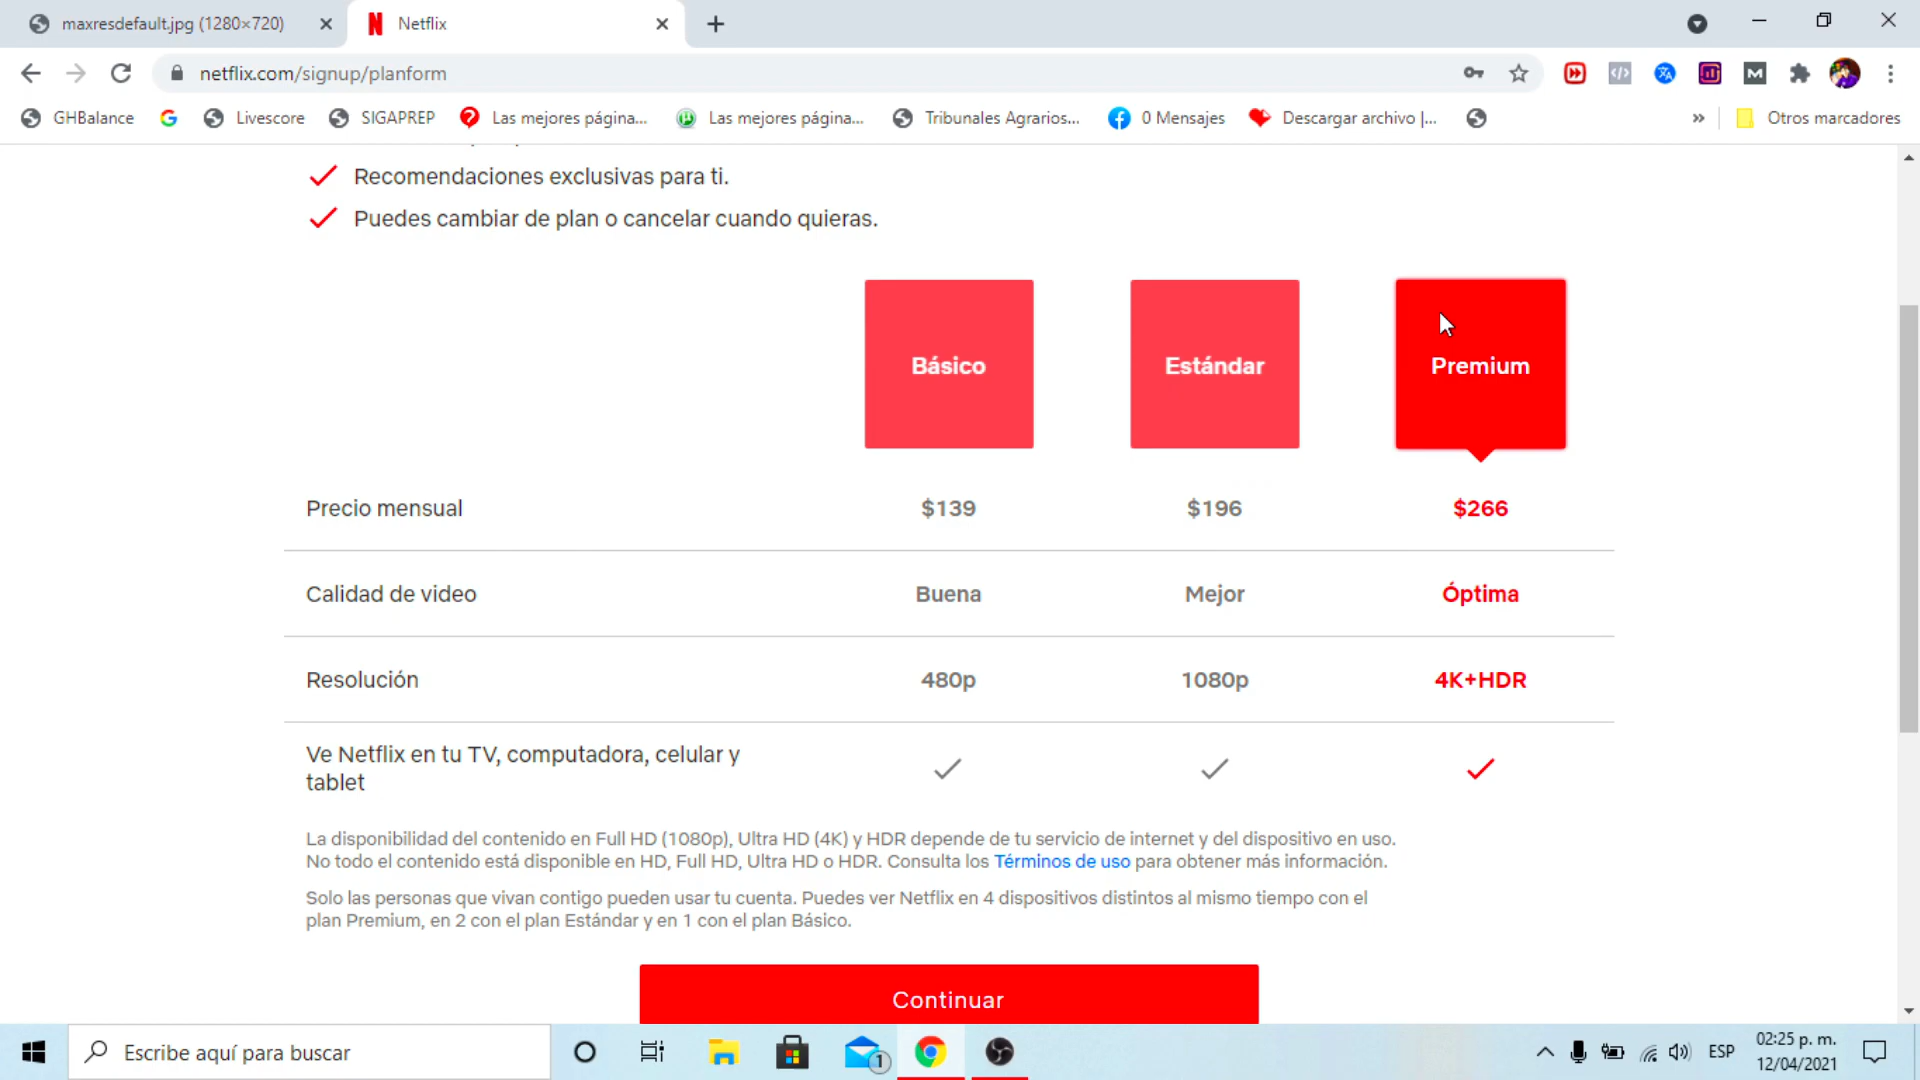 maxresdefault.jpg (1280×720)
Netflix
netflix.com/signup/planform
GHBalance
Livescore
SIGAPREP
Las mejores página...
Las mejores página...
Tribunales Agrarios...
0 Mensajes
Descargar archivo |...
»
Otros marcadores
Recomendaciones exclusivas para ti.
Puedes cambiar de plan o cancelar cuando quieras.
Básico
Estándar
Premium
Precio mensual $139 $196 $266
Calidad de video Buena Mejor Óptima
Resolución 480p 1080p 4K+HDR
Ve Netflix en tu TV, computadora, celular y
tablet
La disponibilidad del contenido en Full HD (1080p), Ultra HD (4K) y HDR depende de tu servicio de internet y del dispositivo en uso.
No todo el contenido está disponible en HD, Full HD, Ultra HD o HDR. Consulta los Términos de uso para obtener más información.
Solo las personas que vivan contigo pueden usar tu cuenta. Puedes ver Netflix en 4 dispositivos distintos al mismo tiempo con el
plan Premium, en 2 con el plan Estándar y en 1 con el plan Básico.
Continuar
Escribe aquí para buscar
1
ESP
02:25 p. m.
12/04/2021